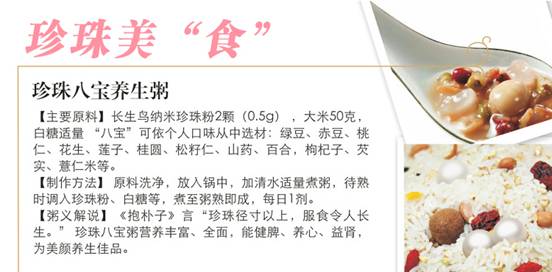 珍珠美“食”
珍珠八宝养生粥
【主要原料】长生鸟纳米珍珠粉2颗（0.5g），大米50克，
白糖适量 “八宝”可依个人口味从中选材：绿豆、赤豆、桃
仁、花生、莲子、桂圆、松籽仁、山药、百合，枸杞子、芡
实、薏仁米等。
【制作方法】 原料洗净，放入锅中，加清水适量煮粥，待熟
时调入珍珠粉、白糖等，煮至粥熟即成，每日1剂。
【粥义解说】《抱朴子》言“珍珠径寸以上，服食令人长
生。” 珍珠八宝粥营养丰富、全面，能健脾、养心、益肾，
为美颜养生佳品。